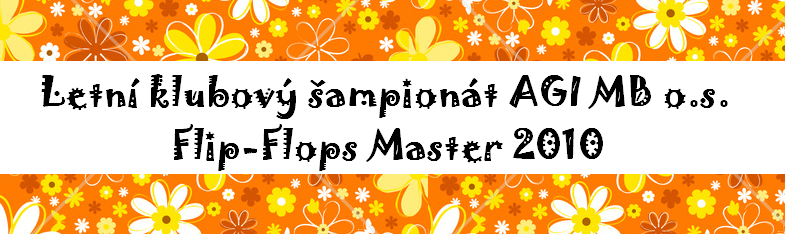 Letní klubový šampionát AGI MB o.s.
Flip-Flops Master 2010